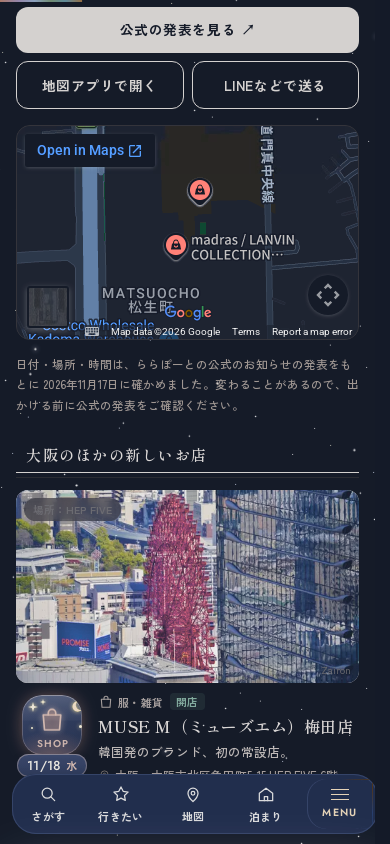 公式の発表を見る ↗
地図アプリで開く
LINEなどで送る
Open in Maps
道 門真中央線
madras / LANVIN
COLLECTION…
MATSUOCHO
松生町
Google
Costco Wholesale
Map data ©2026 Google
Terms
Report a map error
日付・場所・時間は、ららぽーとの公式のお知らせの発表をも
とに 2026年11月17日に確かめました。変わることがあるので、出
かける前に公式の発表をご確認ください。
大阪のほかの新しいお店
場所：HEP FIVE
PROMISE
服・雑貨
開店
MUSE M（ミューズエム）梅田店
SHOP
韓国発のブランド、初の常設店。
11/18 水
さがす
行きたい
地図
泊まり
MENU